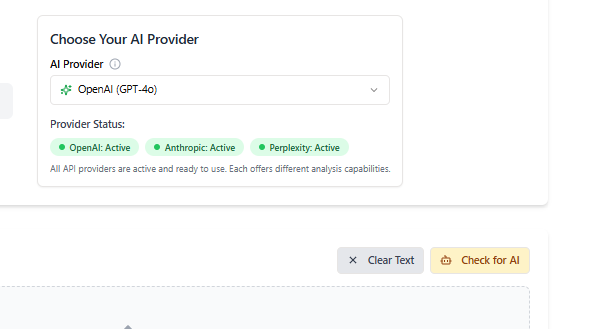 Choose Your AI Provider
AI Provider
OpenAI (GPT-4o)
Provider Status:
OpenAI: Active Anthropic: Active Perplexity: Active
All API providers are active and ready to use. Each offers different analysis capabilities.
Clear Text Check for AI